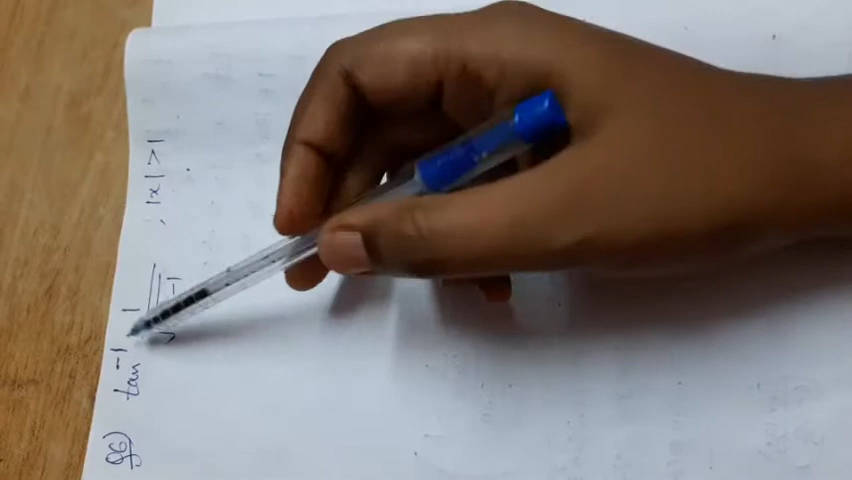 Q6) tan⁻¹ 1/√ -1 , |x| > 1